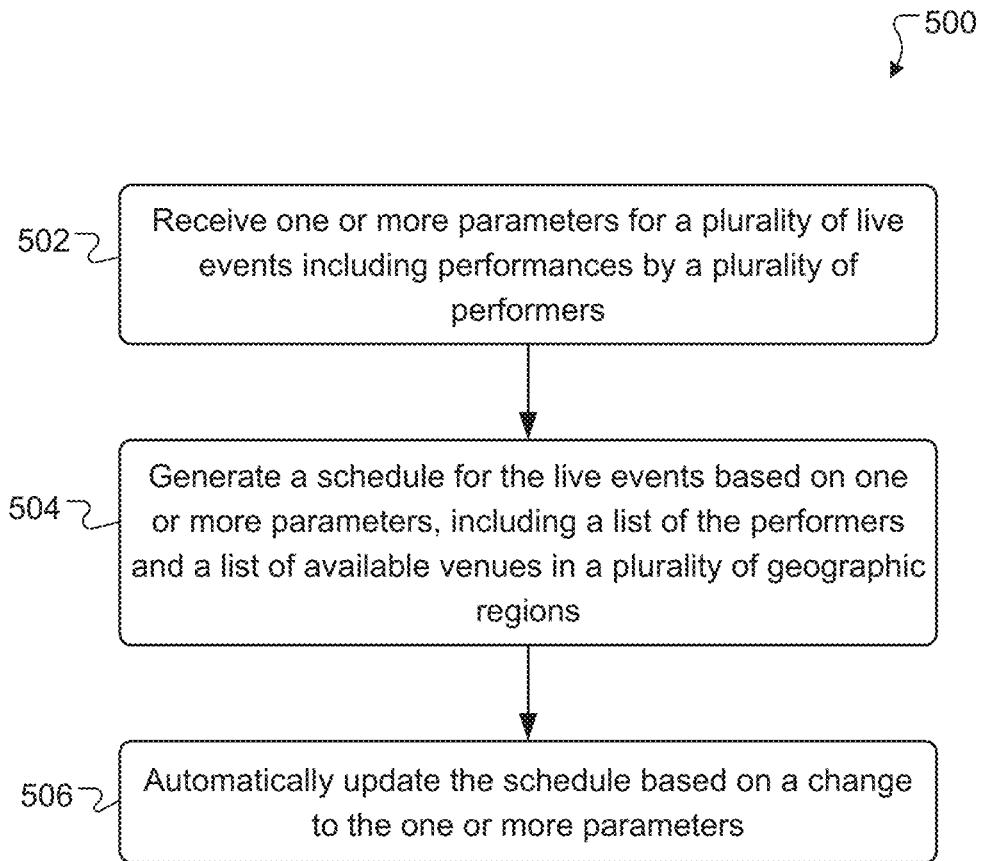 500
502
Receive one or more parameters for a plurality of live
events including performances by a plurality of
performers
504
Generate a schedule for the live events based on one
or more parameters, including a list of the performers
and a list of available venues in a plurality of geographic
regions
506
Automatically update the schedule based on a change
to the one or more parameters